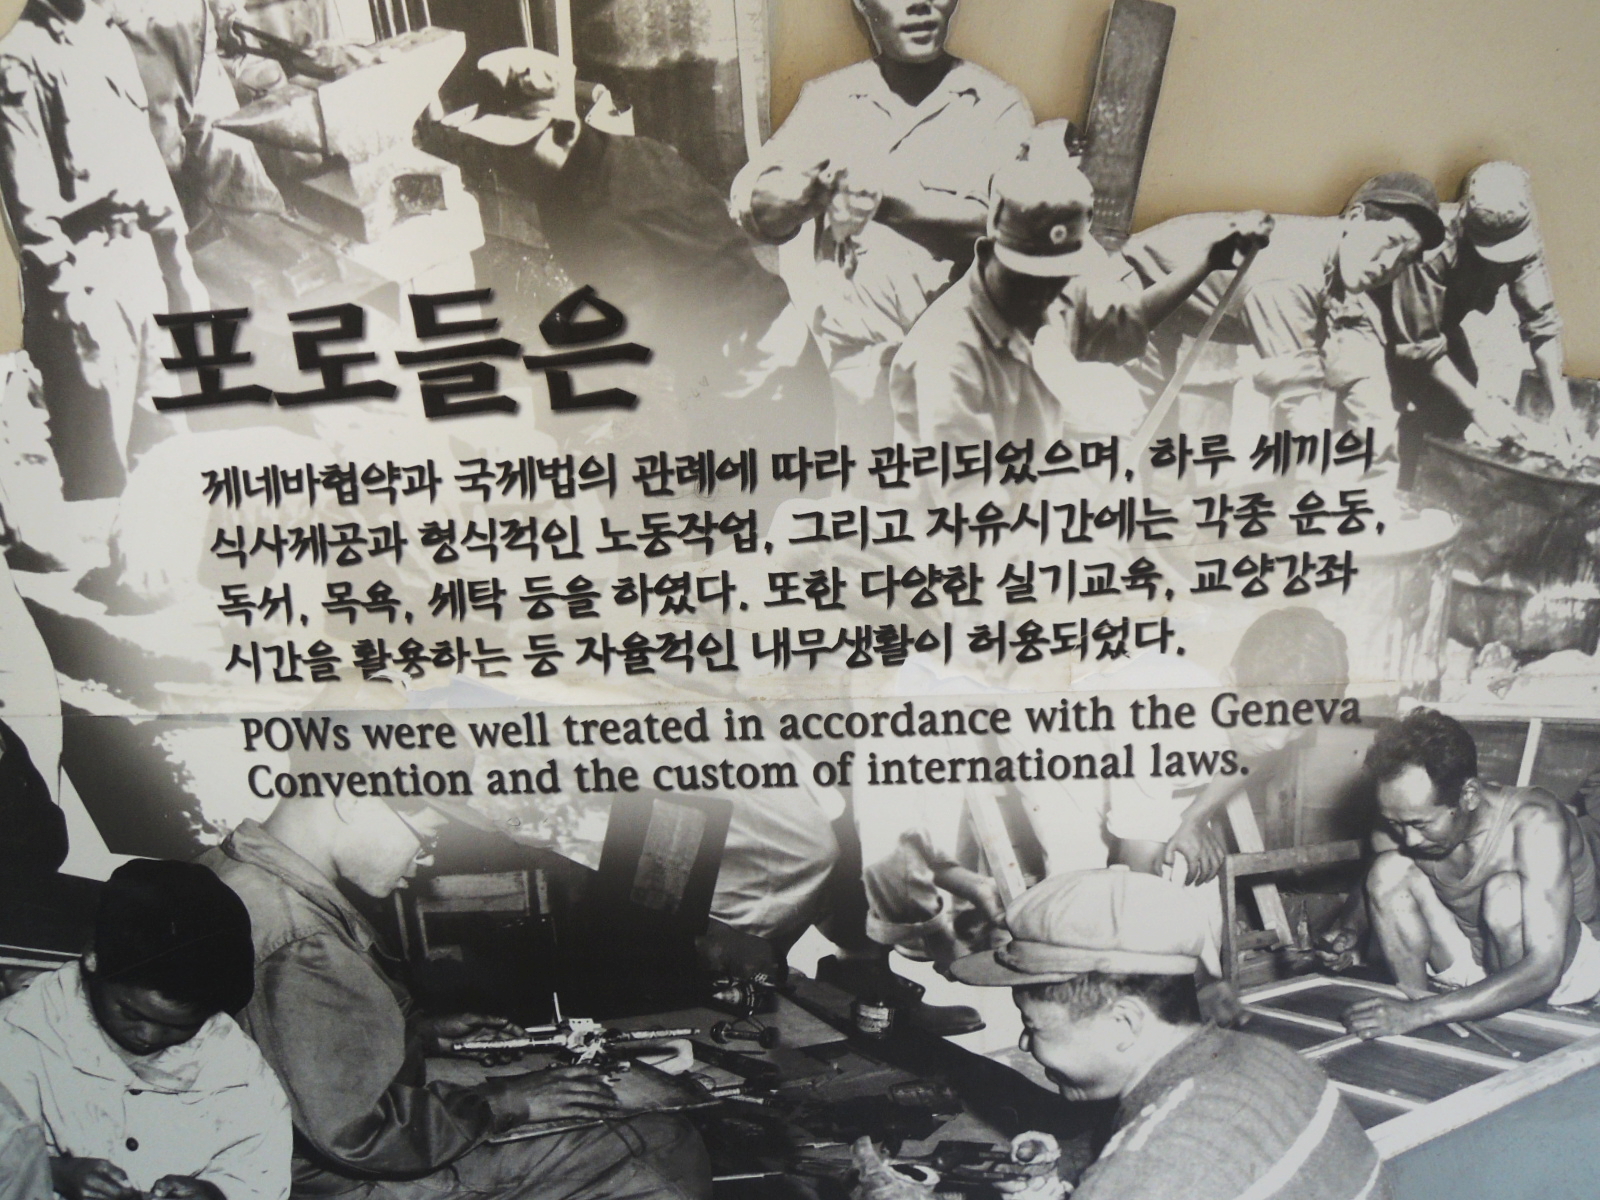 포로들은
제네바협약과 국제법의 관례에 따라 관리되었으며, 하루 세끼의
식사제공과 형식적인 노동작업, 그리고 자유시간에는 각종 운동,
독서, 목욕, 세탁 등을 하였다. 또한 다양한 실기교육, 교양강좌
시간을 활용하는 등 자율적인 내무생활이 허용되었다.
POWs were well treated in accordance with the Geneva
Convention and the custom of international laws.